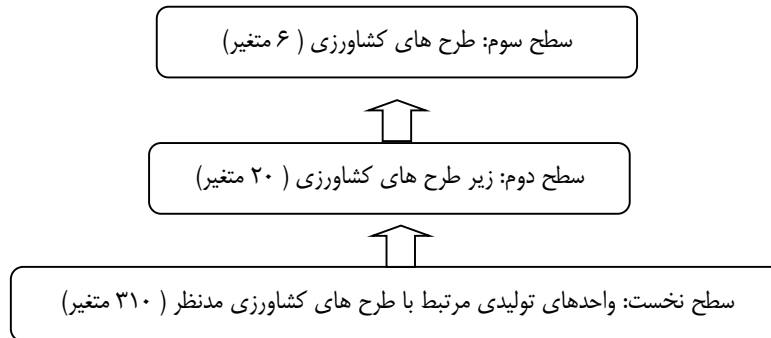 سطح سوم: طرح های کشاورزی ( ۶ متغیر)
سطح دوم: زیر طرح های کشاورزی ( ۲۰ متغیر)
سطح نخست: واحدهای تولیدی مرتبط با طرح های کشاورزی مدنظر ( ۳۱۰ متغیر)